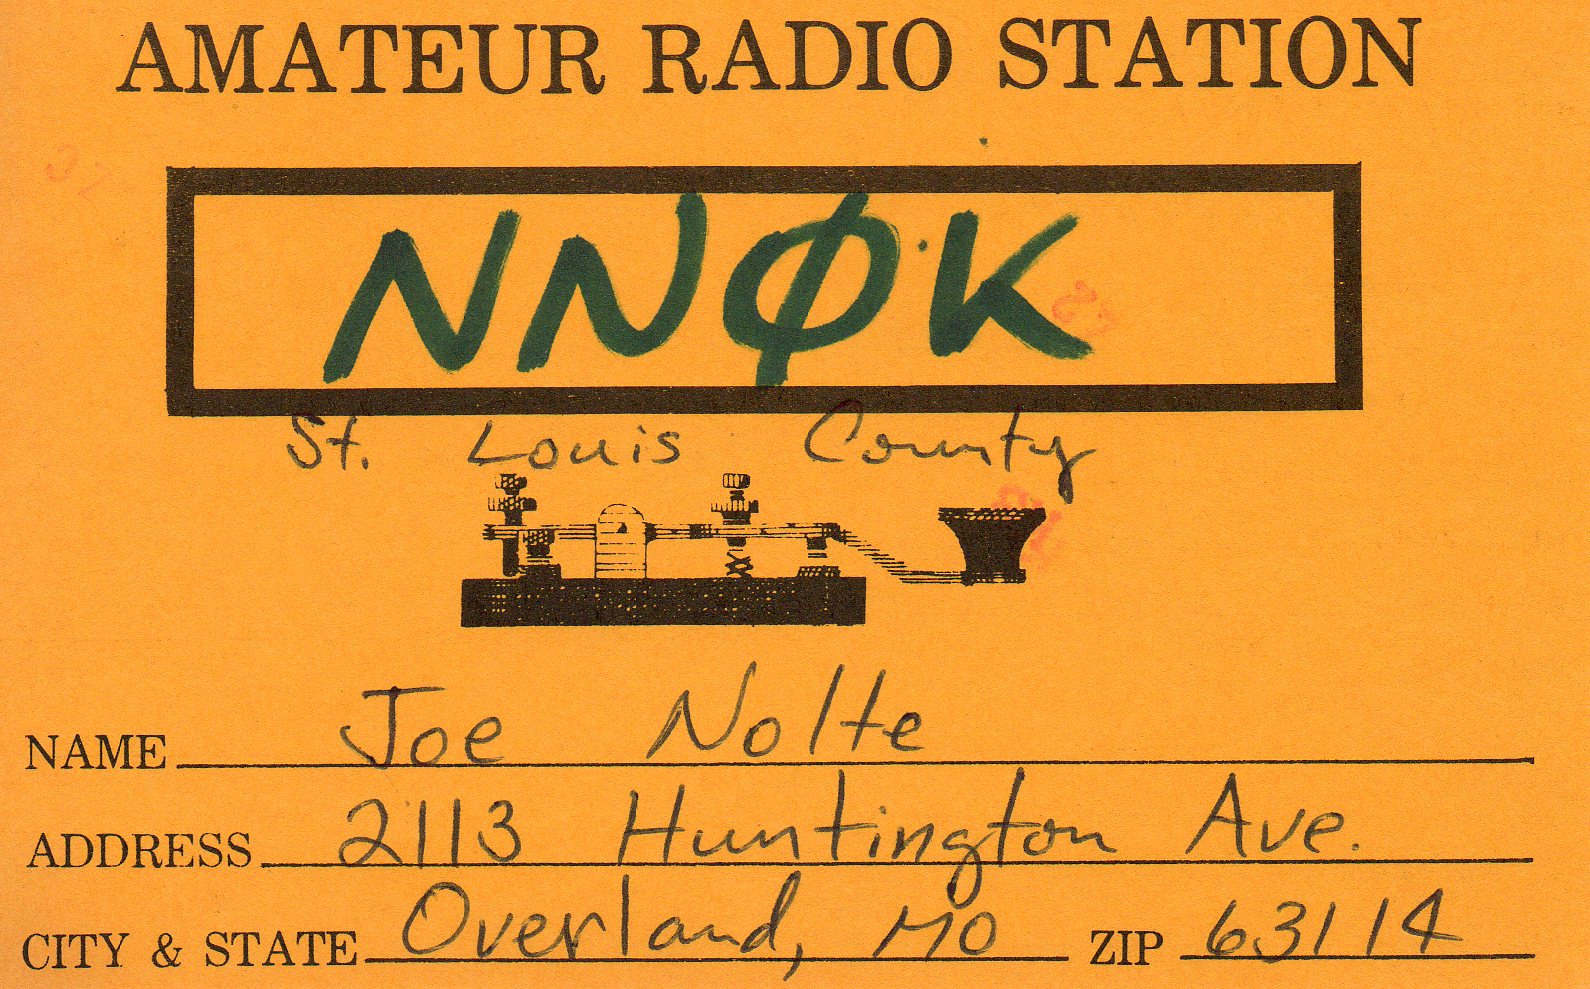 AMATEUR RADIO STATION
NNØK
St. Louis County
NAME Joe Nolte
ADDRESS 2113 Huntington Ave.
CITY & STATE Overland, MO ZIP 63114